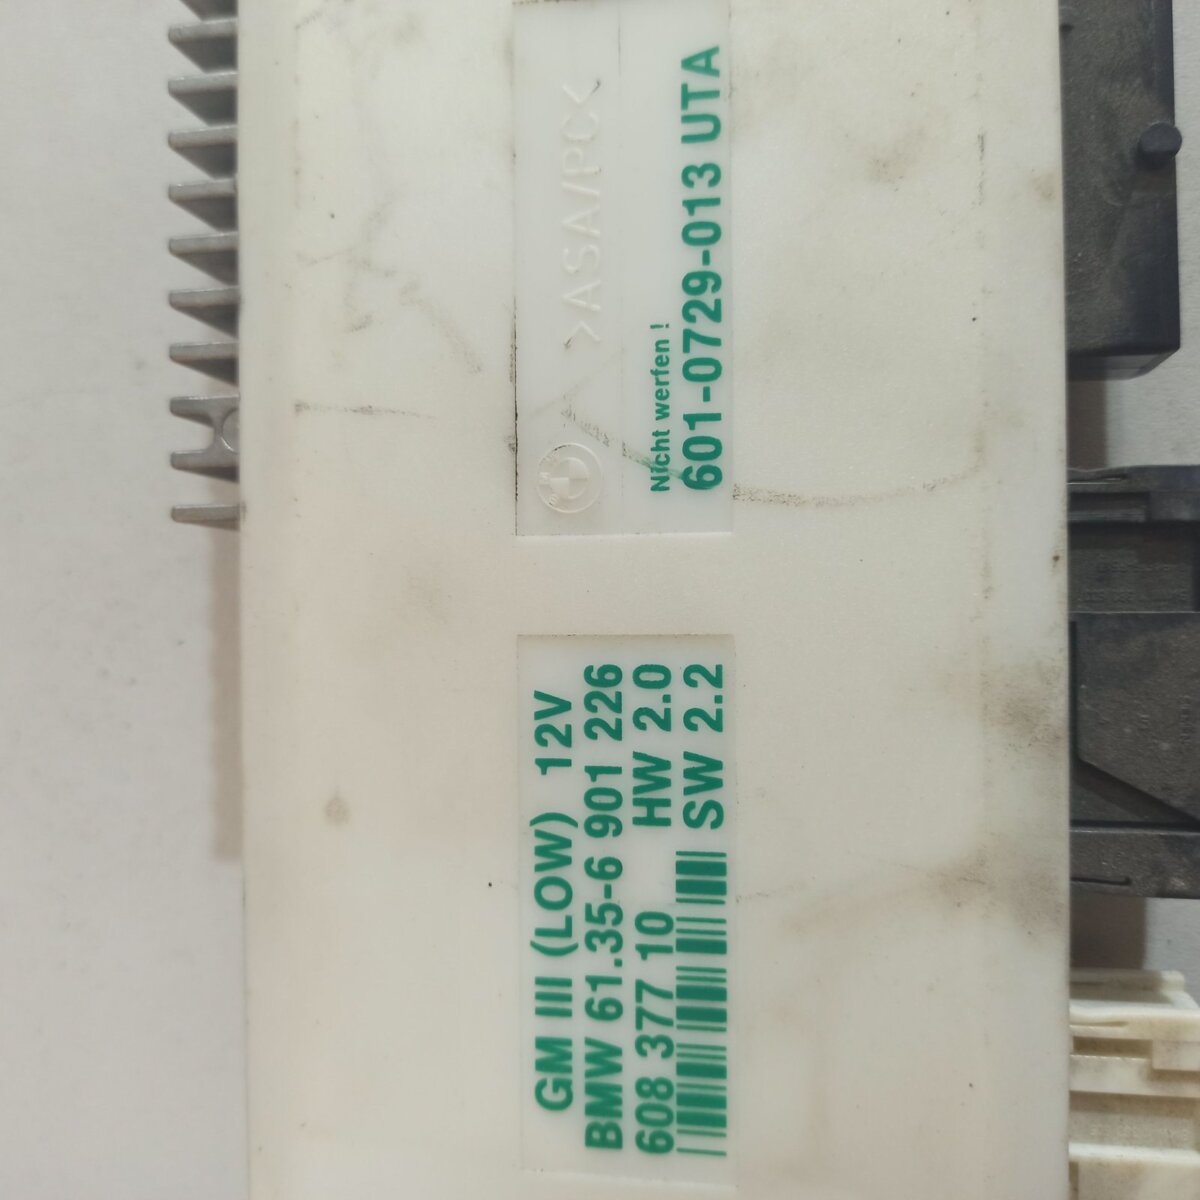 GM III (LOW) 12V
BMW 61.35-6 901 226
608 377 10 HW 2.0
SW 2.2
>ASA/PC<
BMW
Nicht werfen !
601-0729-013 UTA